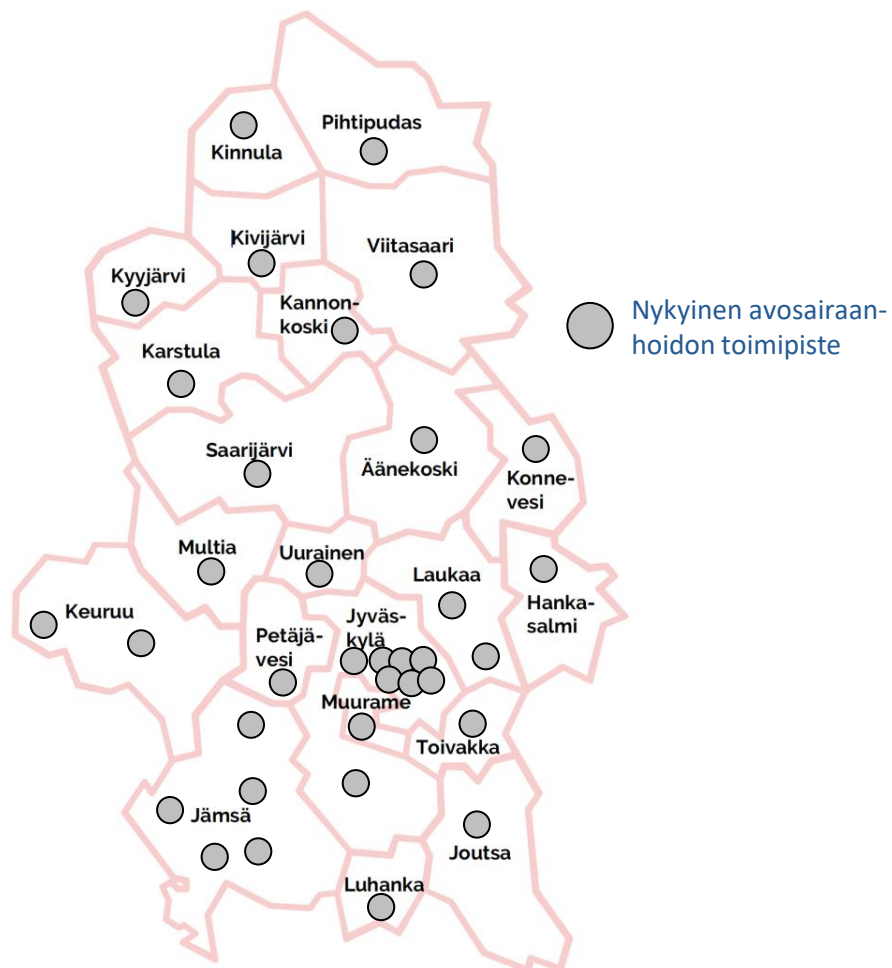 Pihtipudas
Kinnula
Kivijärvi
Viitasaari
Kyyjärvi
Kannon-
koski
Nykyinen avosairaan-
hoidon toimipiste
Karstula
Saarijärvi
Äänekoski
Konne-
vesi
Multia
Uurainen
Laukaa
Hanka-
salmi
Keuruu
Jyväs-
kylä
Petäjä-
vesi
Muurame
Toivakka
Jämsä
Joutsa
Luhanka